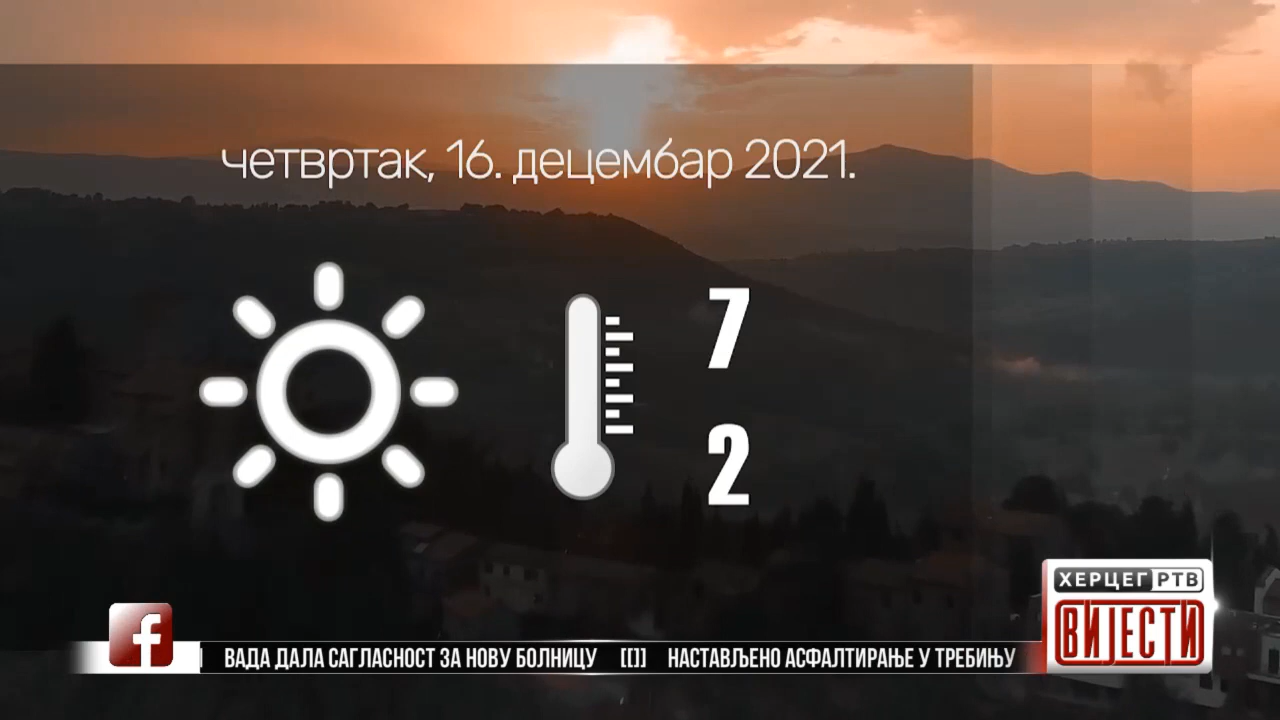 четвртак, 16. децембар 2021.
7
2
ХЕРЦЕГ РТВ
ВИЈЕСТИ
f
ВАДА ДАЛА САГЛАСНОСТ ЗА НОВУ БОЛНИЦУ [[]] НАСТАВЉЕНО АСФАЛТИРАЊЕ У ТРЕБИЊУ